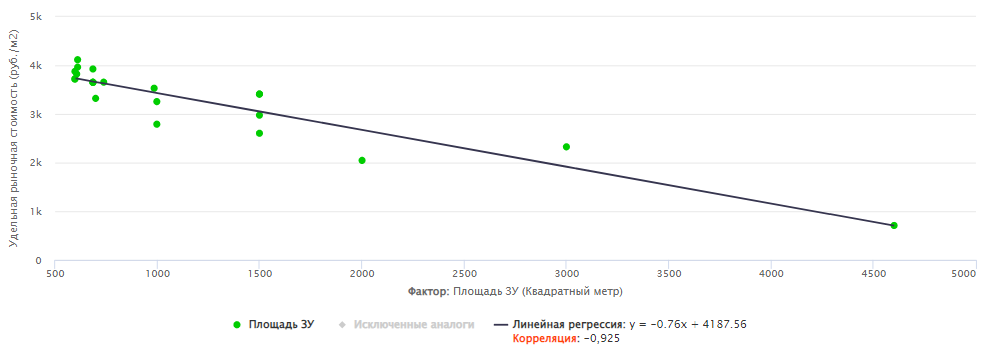 5k
4k
3k
2k
1k
0
Удельная рыночная стоимость (руб./м2)
500 1000 1500 2000 2500 3000 3500 4000 4500 5000
Фактор: Площадь ЗУ (Квадратный метр)
Площадь ЗУ Исключенные аналоги Линейная регрессия: y = -0.76x + 4187.56
Корреляция: -0,925